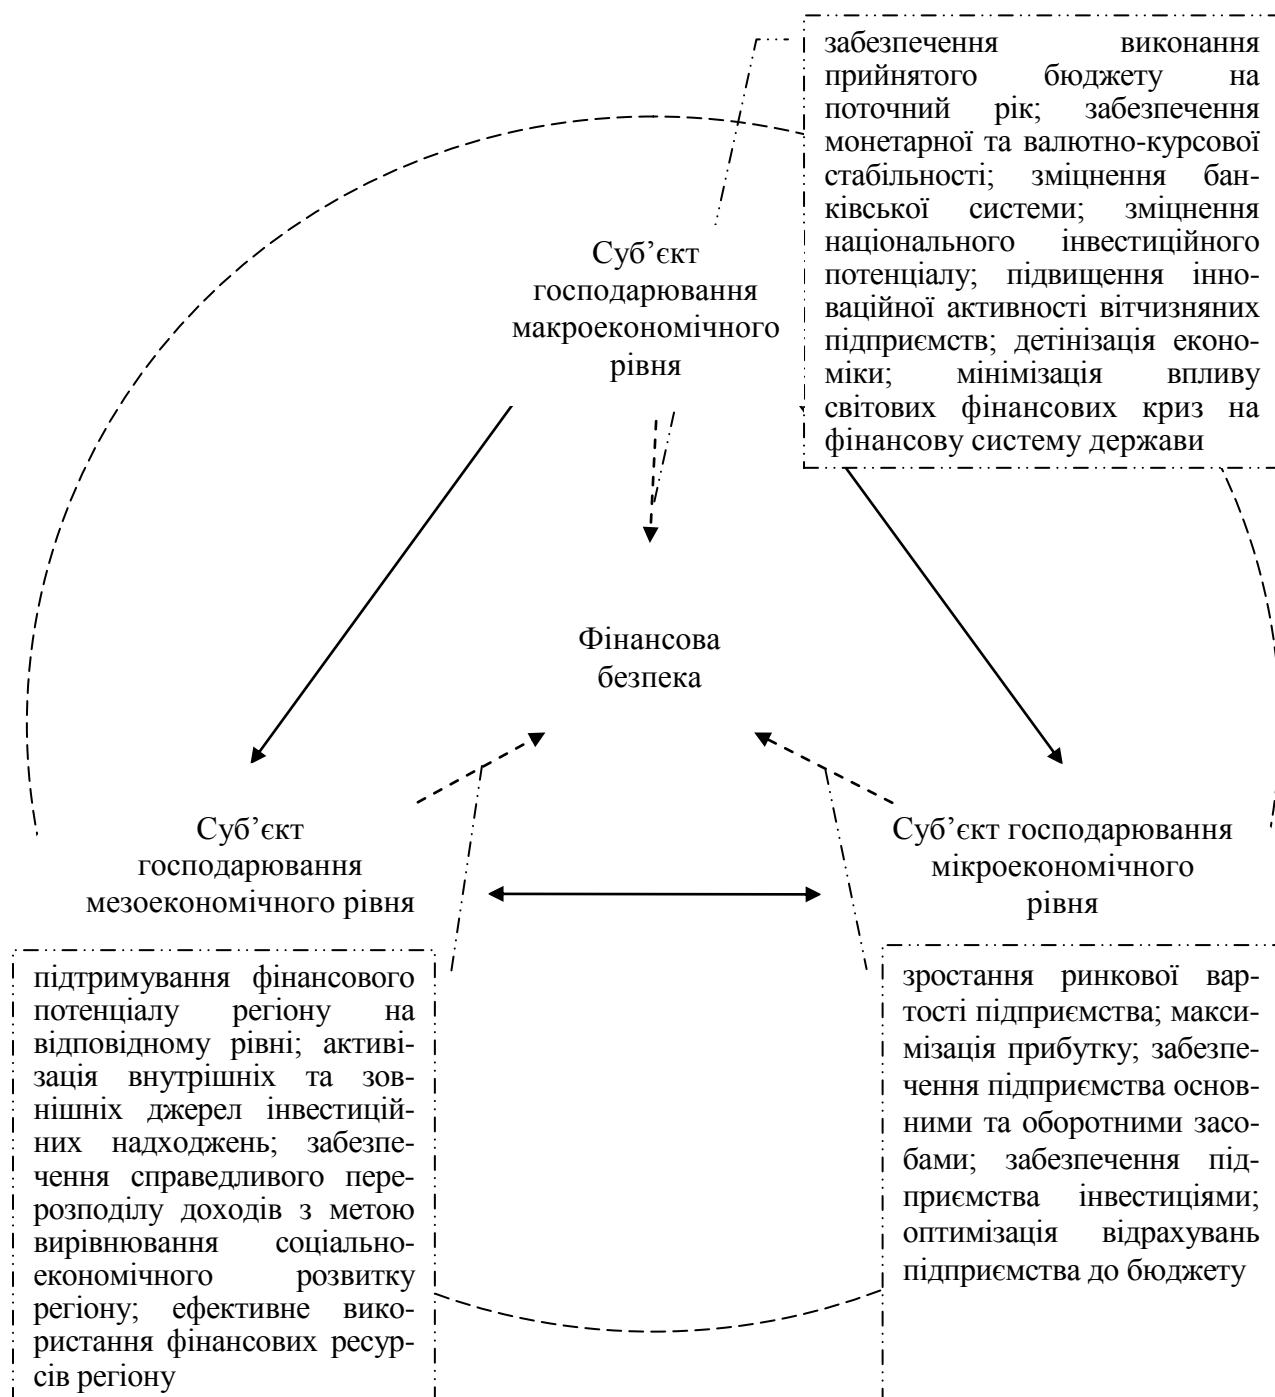 забезпечення виконання
прийнятого бюджету на
поточний рік; забезпечення
монетарної та валютно-курсової
стабільності; зміцнення бан-
ківської системи; зміцнення
національного інвестиційного
потенціалу; підвищення інно-
ваційної активності вітчизняних
підприємств; детінізація еконо-
міки; мінімізація впливу
світових фінансових криз на
фінансову систему держави
Суб’єкт
господарювання
макроекономічного
рівня
Фінансова
безпека
Суб’єкт
господарювання
мезоекономічного рівня
Суб’єкт господарювання
мікроекономічного
рівня
підтримування фінансового
потенціалу регіону на
відповідному рівні; активі-
зація внутрішніх та зов-
нішніх джерел інвестицій-
них надходжень; забезпе-
чення справедливого пере-
розподілу доходів з метою
вирівнювання соціально-
економічного розвитку
регіону; ефективне вико-
ристання фінансових ресур-
сів регіону
зростання ринкової вар-
тості підприємства; макси-
мізація прибутку; забезпе-
чення підприємства основ-
ними та оборотними засо-
бами; забезпечення під-
приємства інвестиціями;
оптимізація відрахувань
підприємства до бюджету